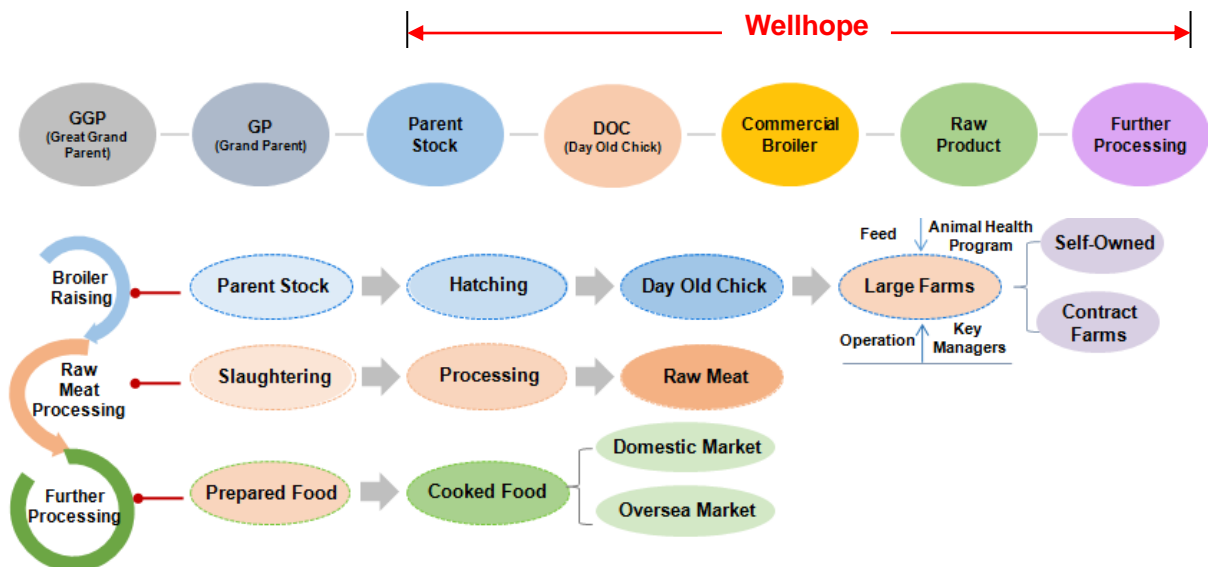 Wellhope
GGP
(Great Grand
Parent)
GP
(Grand Parent)
Parent
Stock
DOC
(Day Old Chick)
Commercial
Broiler
Raw
Product
Further
Processing
Broiler
Raising
Parent Stock
Hatching
Day Old Chick
Feed
Animal Health
Program
Large Farms
Operation
Key
Managers
Self-Owned
Contract
Farms
Raw
Meat
Processing
Slaughtering
Processing
Raw Meat
Further
Processing
Prepared Food
Cooked Food
Domestic Market
Oversea Market